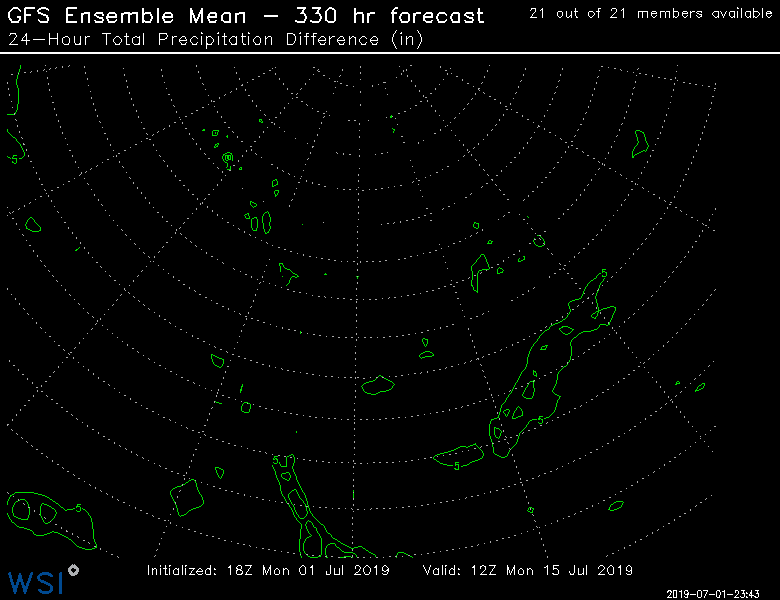 GFS Ensemble Mean – 330 hr forecast
21 out of 21 members available
24–Hour Total Precipitation Difference (in)
5
.5
5
5
5
5
.5
Initialized: 18Z Mon 01 Jul 2019
Valid: 12Z Mon 15 Jul 2019
WSI
2019-07-01-23:43